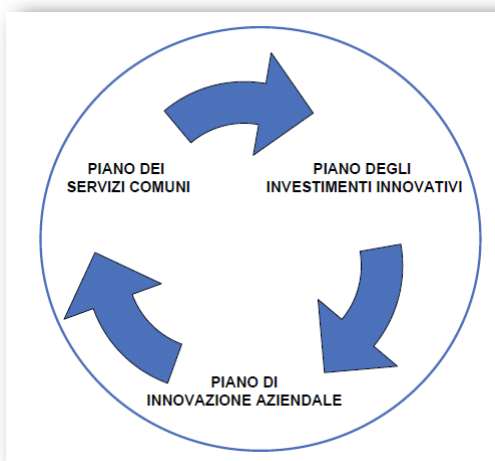 PIANO DEI
SERVIZI COMUNI
PIANO DEGLI
INVESTIMENTI INNOVATIVI
PIANO DI
INNOVAZIONE AZIENDALE